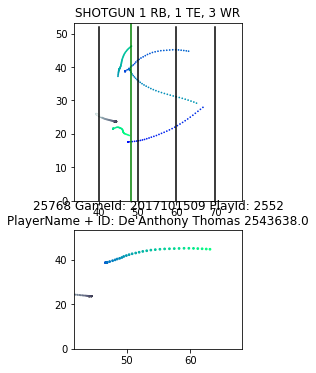 SHOTGUN 1 RB, 1 TE, 3 WR
50
40
30
20
10
0
40 50 60 70
25768 GameId: 2017101509 PlayId: 2552
PlayerName + ID: De'Anthony Thomas 2543638.0
40
20
0
50 60